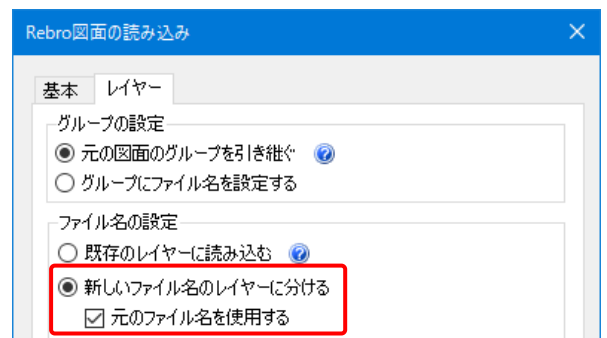 Rebro図面の読み込み
基本 レイヤー
グループの設定
元の図面のグループを引き継ぐ
グループにファイル名を設定する
ファイル名の設定
既存のレイヤーに読み込む
新しいファイル名のレイヤーに分ける
元のファイル名を使用する